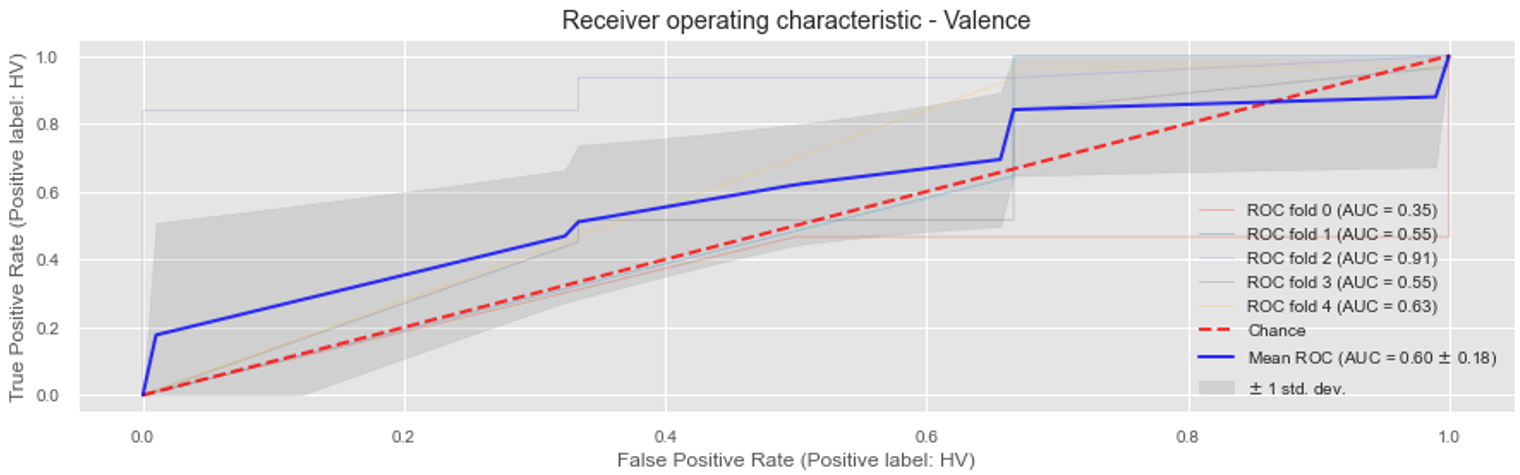 Receiver operating characteristic - Valence
True Positive Rate (Positive label: HV)
1.0
0.8
0.6
0.4
0.2
0.0
ROC fold 0 (AUC = 0.35)
ROC fold 1 (AUC = 0.55)
ROC fold 2 (AUC = 0.91)
ROC fold 3 (AUC = 0.55)
ROC fold 4 (AUC = 0.63)
Chance
Mean ROC (AUC = 0.60 ± 0.18)
± 1 std. dev.
0.0 0.2 0.4 0.6 0.8 1.0
False Positive Rate (Positive label: HV)